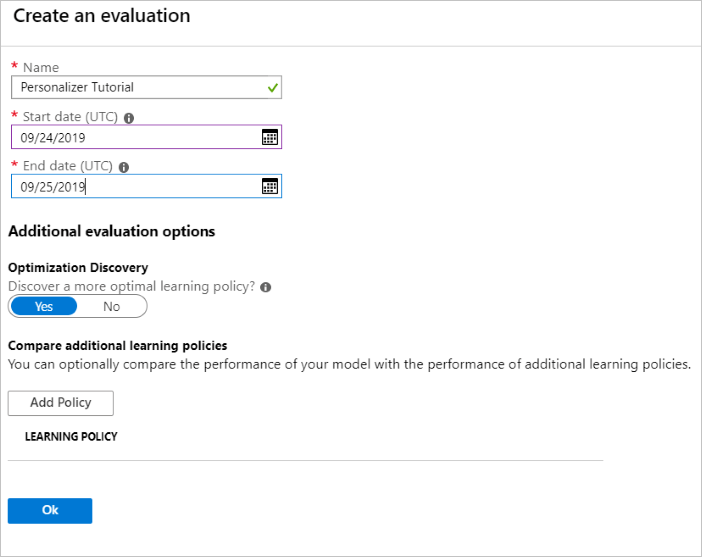 Create an evaluation
* Name
Personalizer Tutorial
* Start date (UTC)
09/24/2019
* End date (UTC)
09/25/2019
Additional evaluation options
Optimization Discovery
Discover a more optimal learning policy?
Yes No
Compare additional learning policies
You can optionally compare the performance of your model with the performance of additional learning policies.
Add Policy
LEARNING POLICY
Ok